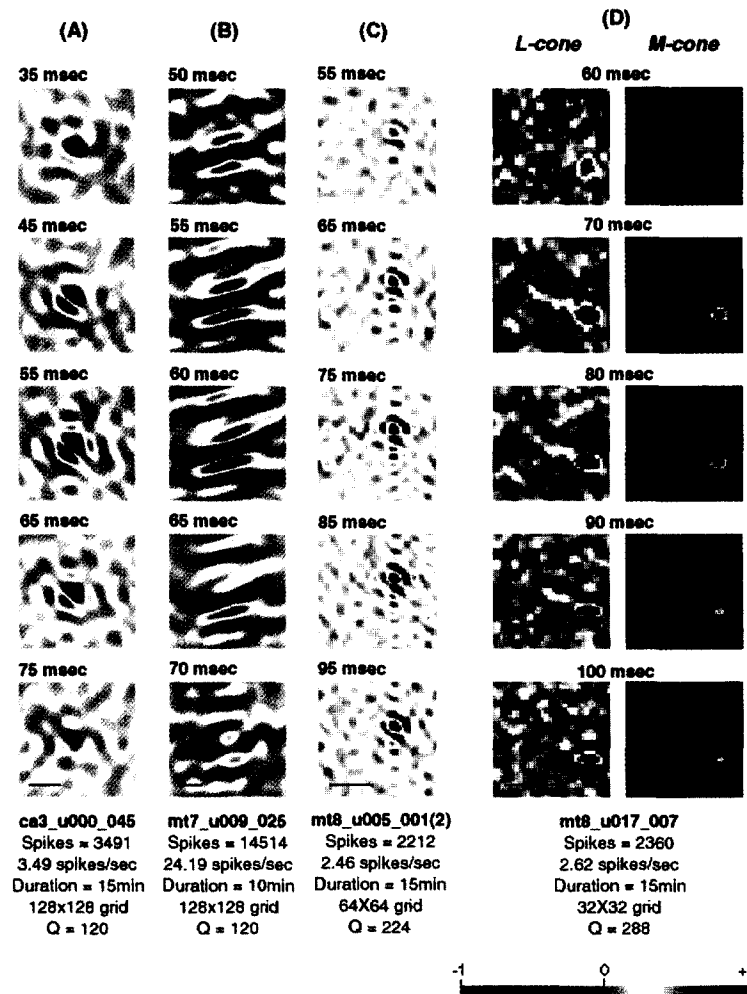 (A) (B) (C) (D)
L-cone M-cone
35 msec 50 msec 55 msec 60 msec
45 msec 55 msec 65 msec 70 msec
55 msec 60 msec 75 msec 80 msec
65 msec 65 msec 85 msec 90 msec
75 msec 70 msec 95 msec 100 msec
ca3_u000_045 mt7_u009_025 mt8_u005_001(2) mt8_u017_007
Spikes = 3491 Spikes = 14514 Spikes = 2212 Spikes = 2360
3.49 spikes/sec 24.19 spikes/sec 2.46 spikes/sec 2.62 spikes/sec
Duration = 15min Duration = 10min Duration = 15min Duration = 15min
128x128 grid 128x128 grid 64X64 grid 32X32 grid
Q = 120 Q = 120 Q = 224 Q = 288
-1 0 +